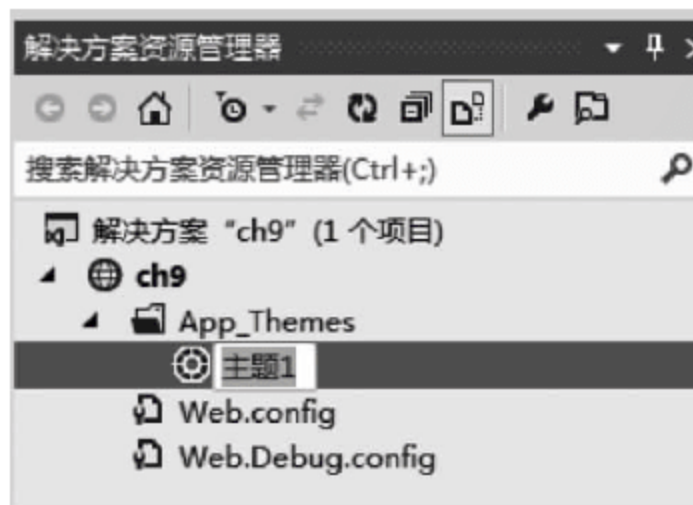 解决方案资源管理器
搜索解决方案资源管理器(Ctrl+;)
解决方案 “ch9” (1 个项目)
ch9
App_Themes
主题1
Web.config
Web.Debug.config